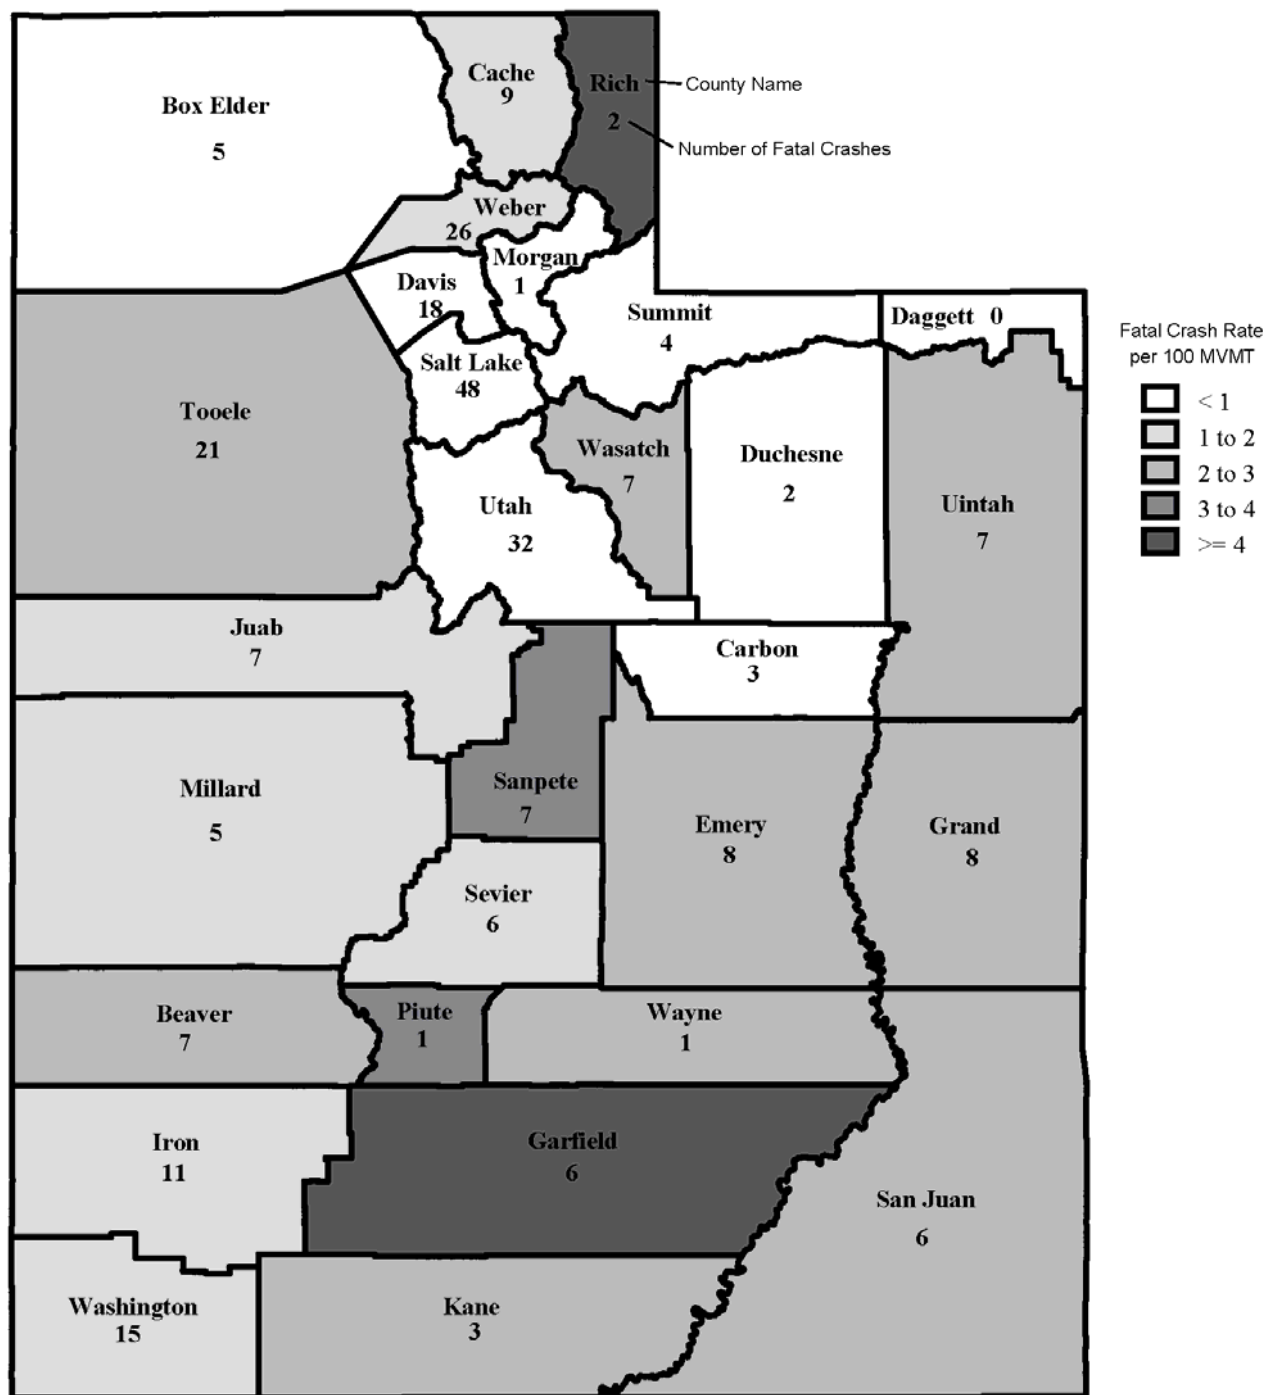 Cache
9
Rich
2
County Name
Number of Fatal Crashes
Box Elder
5
Weber
26
Morgan
1
Davis
18
Summit
4
Daggett 0
Salt Lake
48
Tooele
21
Wasatch
7
Duchesne
2
Uintah
7
Utah
32
Fatal Crash Rate
per 100 MVMT
< 1
1 to 2
2 to 3
3 to 4
>= 4
Juab
7
Carbon
3
Millard
5
Sanpete
7
Emery
8
Grand
8
Sevier
6
Beaver
7
Piute
1
Wayne
1
Iron
11
Garfield
6
San Juan
6
Washington
15
Kane
3